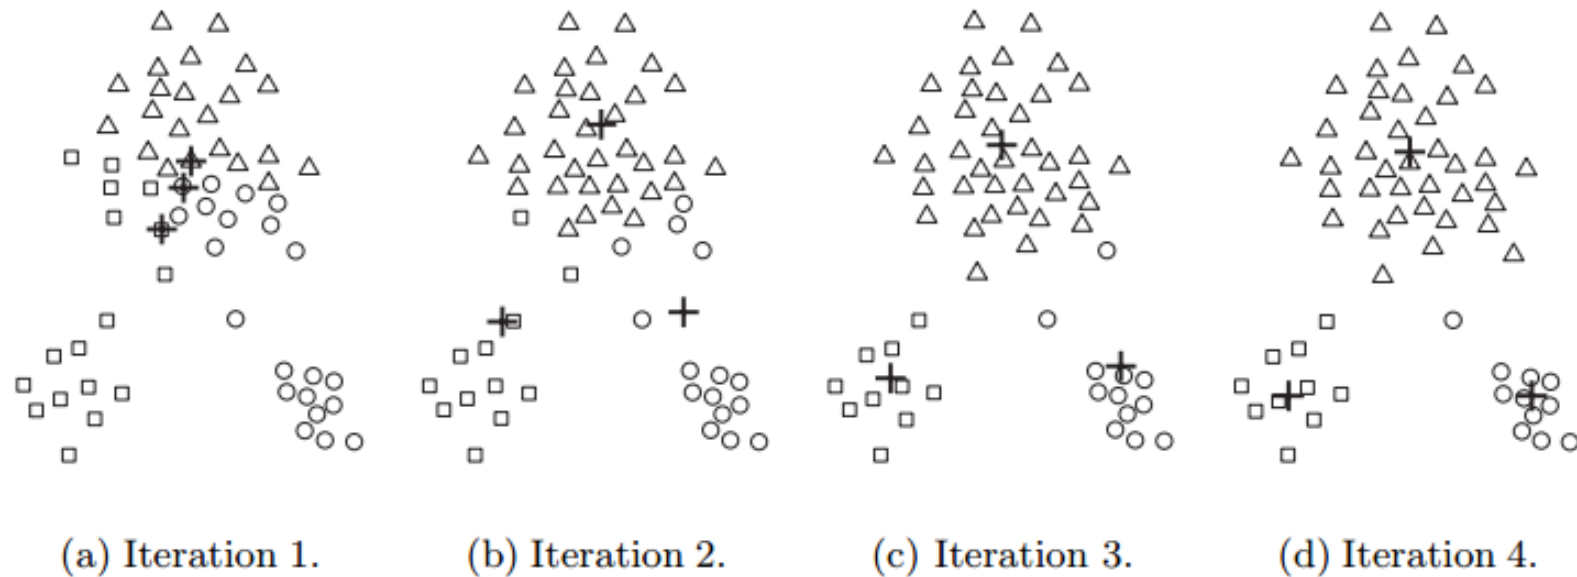 (a) Iteration 1.
(b) Iteration 2.
(c) Iteration 3.
(d) Iteration 4.